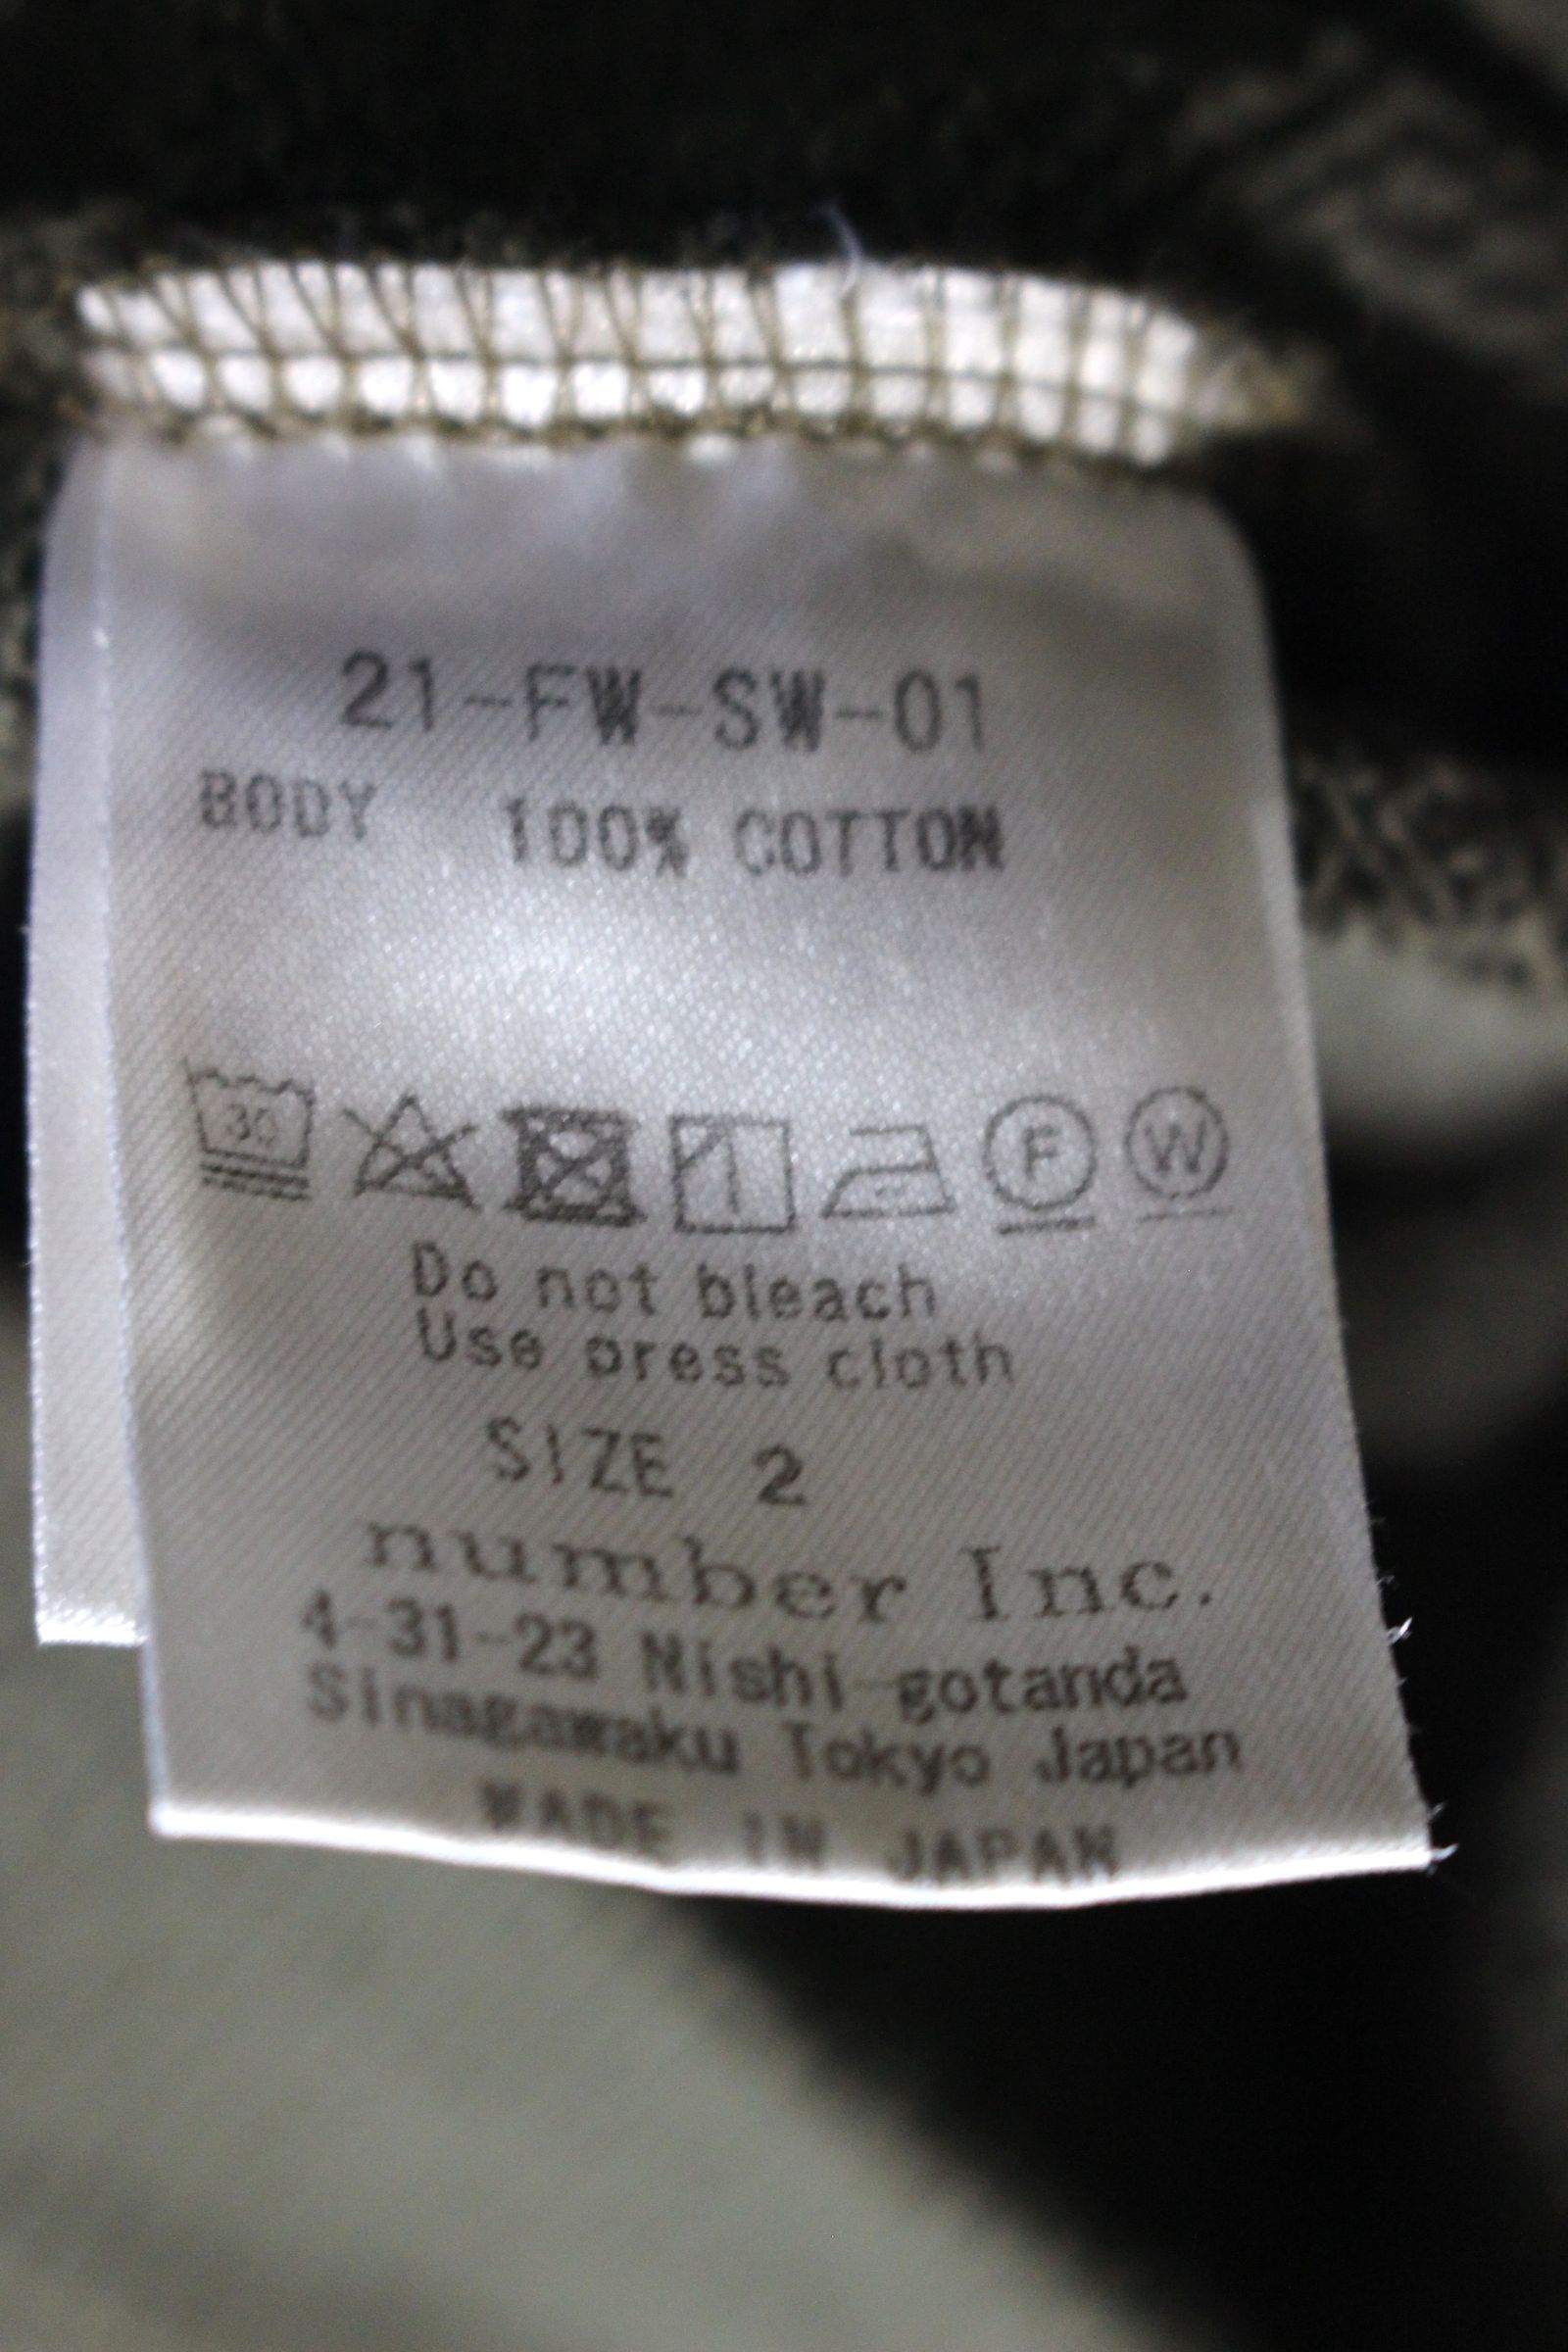 21-FW-SW-01
BODY 100% COTTON
30 F W
Do not bleach
Use press cloth
SIZE 2
number Inc.
4-31-23 Nishi-gotanda
Sinagawaku Tokyo Japan
MADE IN JAPAN